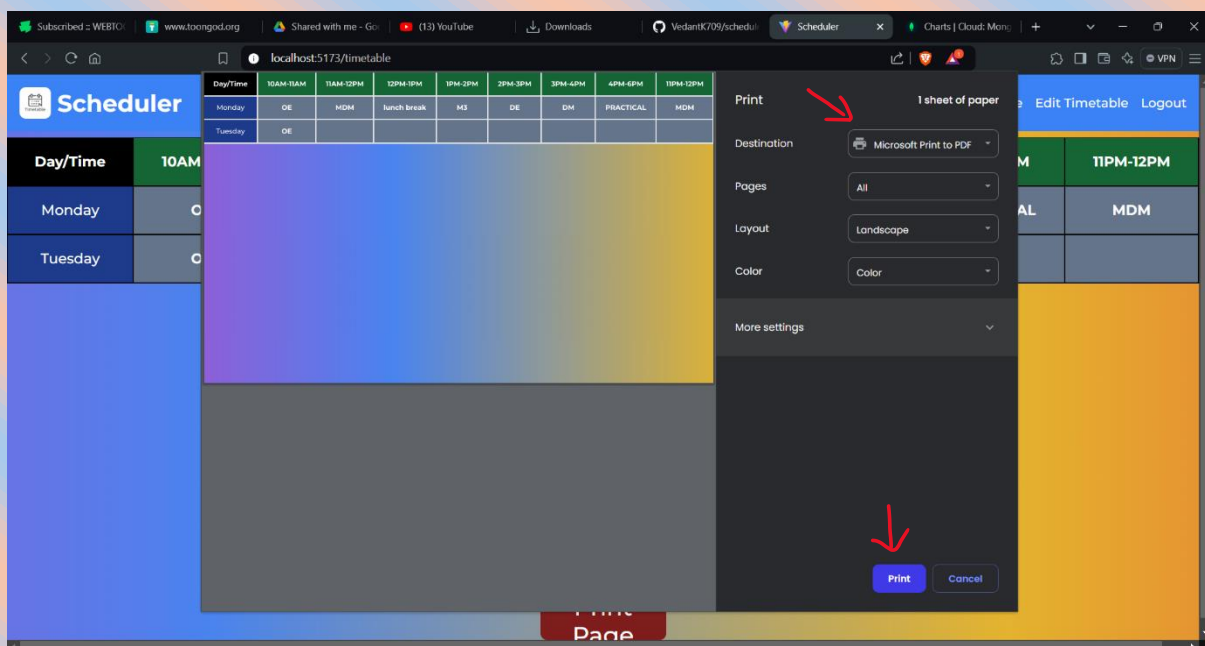 Subscribed :: WEBTOO
www.toongod.org
Shared with me - Go
(13) YouTube
Downloads
VedantK709/schedul
Scheduler
Charts | Cloud: Mong
localhost:5173/timetable
VPN
Scheduler
Edit Timetable Logout
Day/Time 10AM-11AM 11AM-12PM 12PM-1PM 1PM-2PM 2PM-3PM 3PM-4PM 4PM-6PM 11PM-12PM
Monday OE MDM lunch break M3 DE DM PRACTICAL MDM
Tuesday OE
Day/Time 10AM
M 11PM-12PM
Monday O
AL MDM
Tuesday O
Print 1 sheet of paper
Destination Microsoft Print to PDF
Pages All
Layout Landscape
Color Color
More settings
Print Cancel
Print
Page